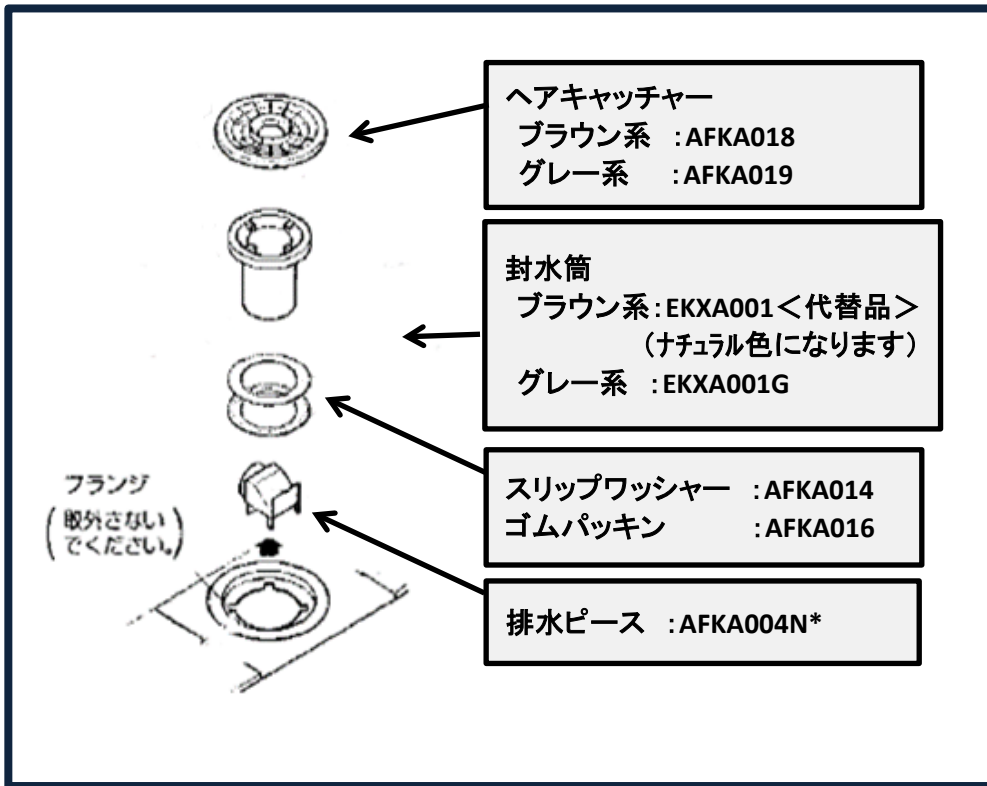 ヘアキャッチャー
ブラウン系 :AFKA018
グレー系 :AFKA019
封水筒
ブラウン系:EKXA001<代替品>
(ナチュラル色になります)
グレー系 :EKXA001G
スリップワッシャー :AFKA014
ゴムパッキン :AFKA016
排水ピース :AFKA004N*
フランジ
(取外さない
でください。)